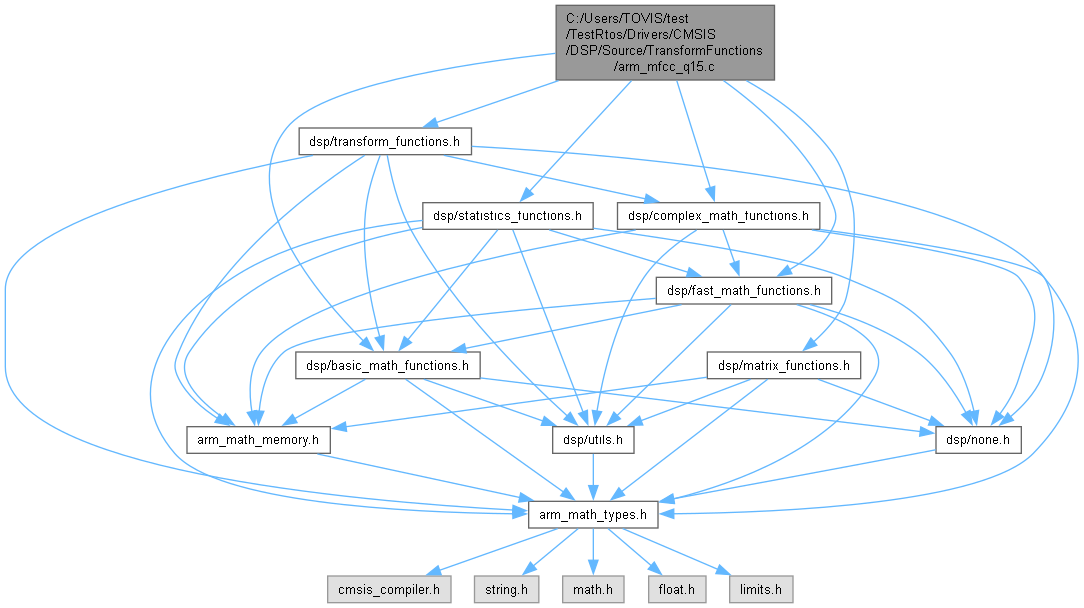 C:/Users/TOVIS/test
/TestRtos/Drivers/CMSIS
/DSP/Source/TransformFunctions
/arm_mfcc_q15.c
dsp/transform_functions.h
dsp/statistics_functions.h
dsp/complex_math_functions.h
dsp/fast_math_functions.h
dsp/basic_math_functions.h
dsp/matrix_functions.h
arm_math_memory.h
dsp/utils.h
dsp/none.h
arm_math_types.h
cmsis_compiler.h
string.h
math.h
float.h
limits.h